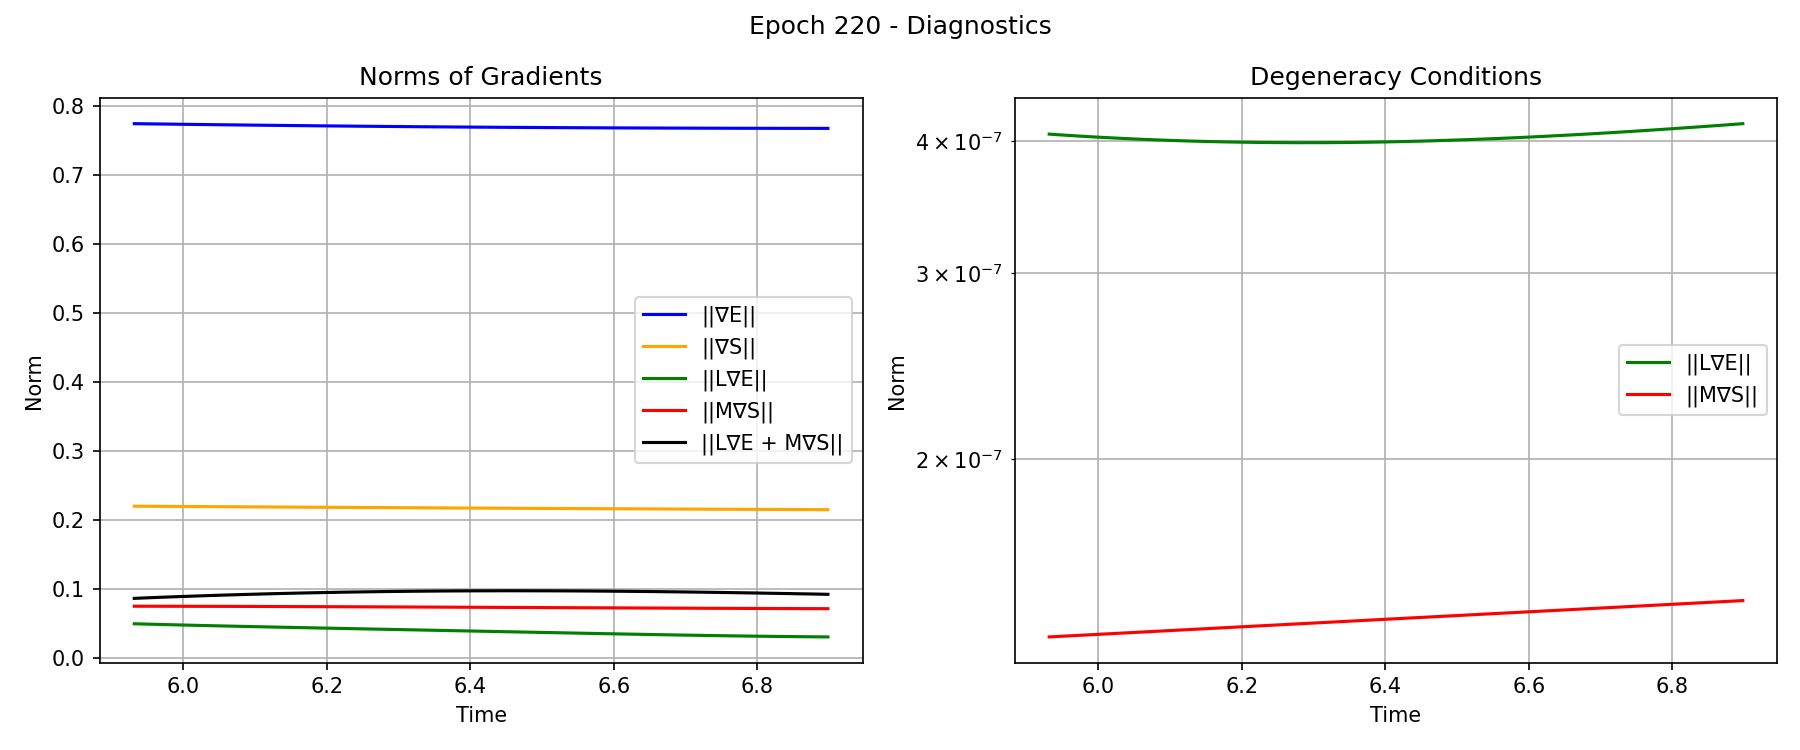 Epoch 220 - Diagnostics
Norms of Gradients
0.8
0.7
0.6
0.5
0.4
0.3
0.2
0.1
0.0
Norm
6.0 6.2 6.4 6.6 6.8
Time
||∇E||
||∇S||
||L∇E||
||M∇S||
||L∇E + M∇S||
Degeneracy Conditions
4 × 10⁻⁷
3 × 10⁻⁷
2 × 10⁻⁷
Norm
6.0 6.2 6.4 6.6 6.8
Time
||L∇E||
||M∇S||